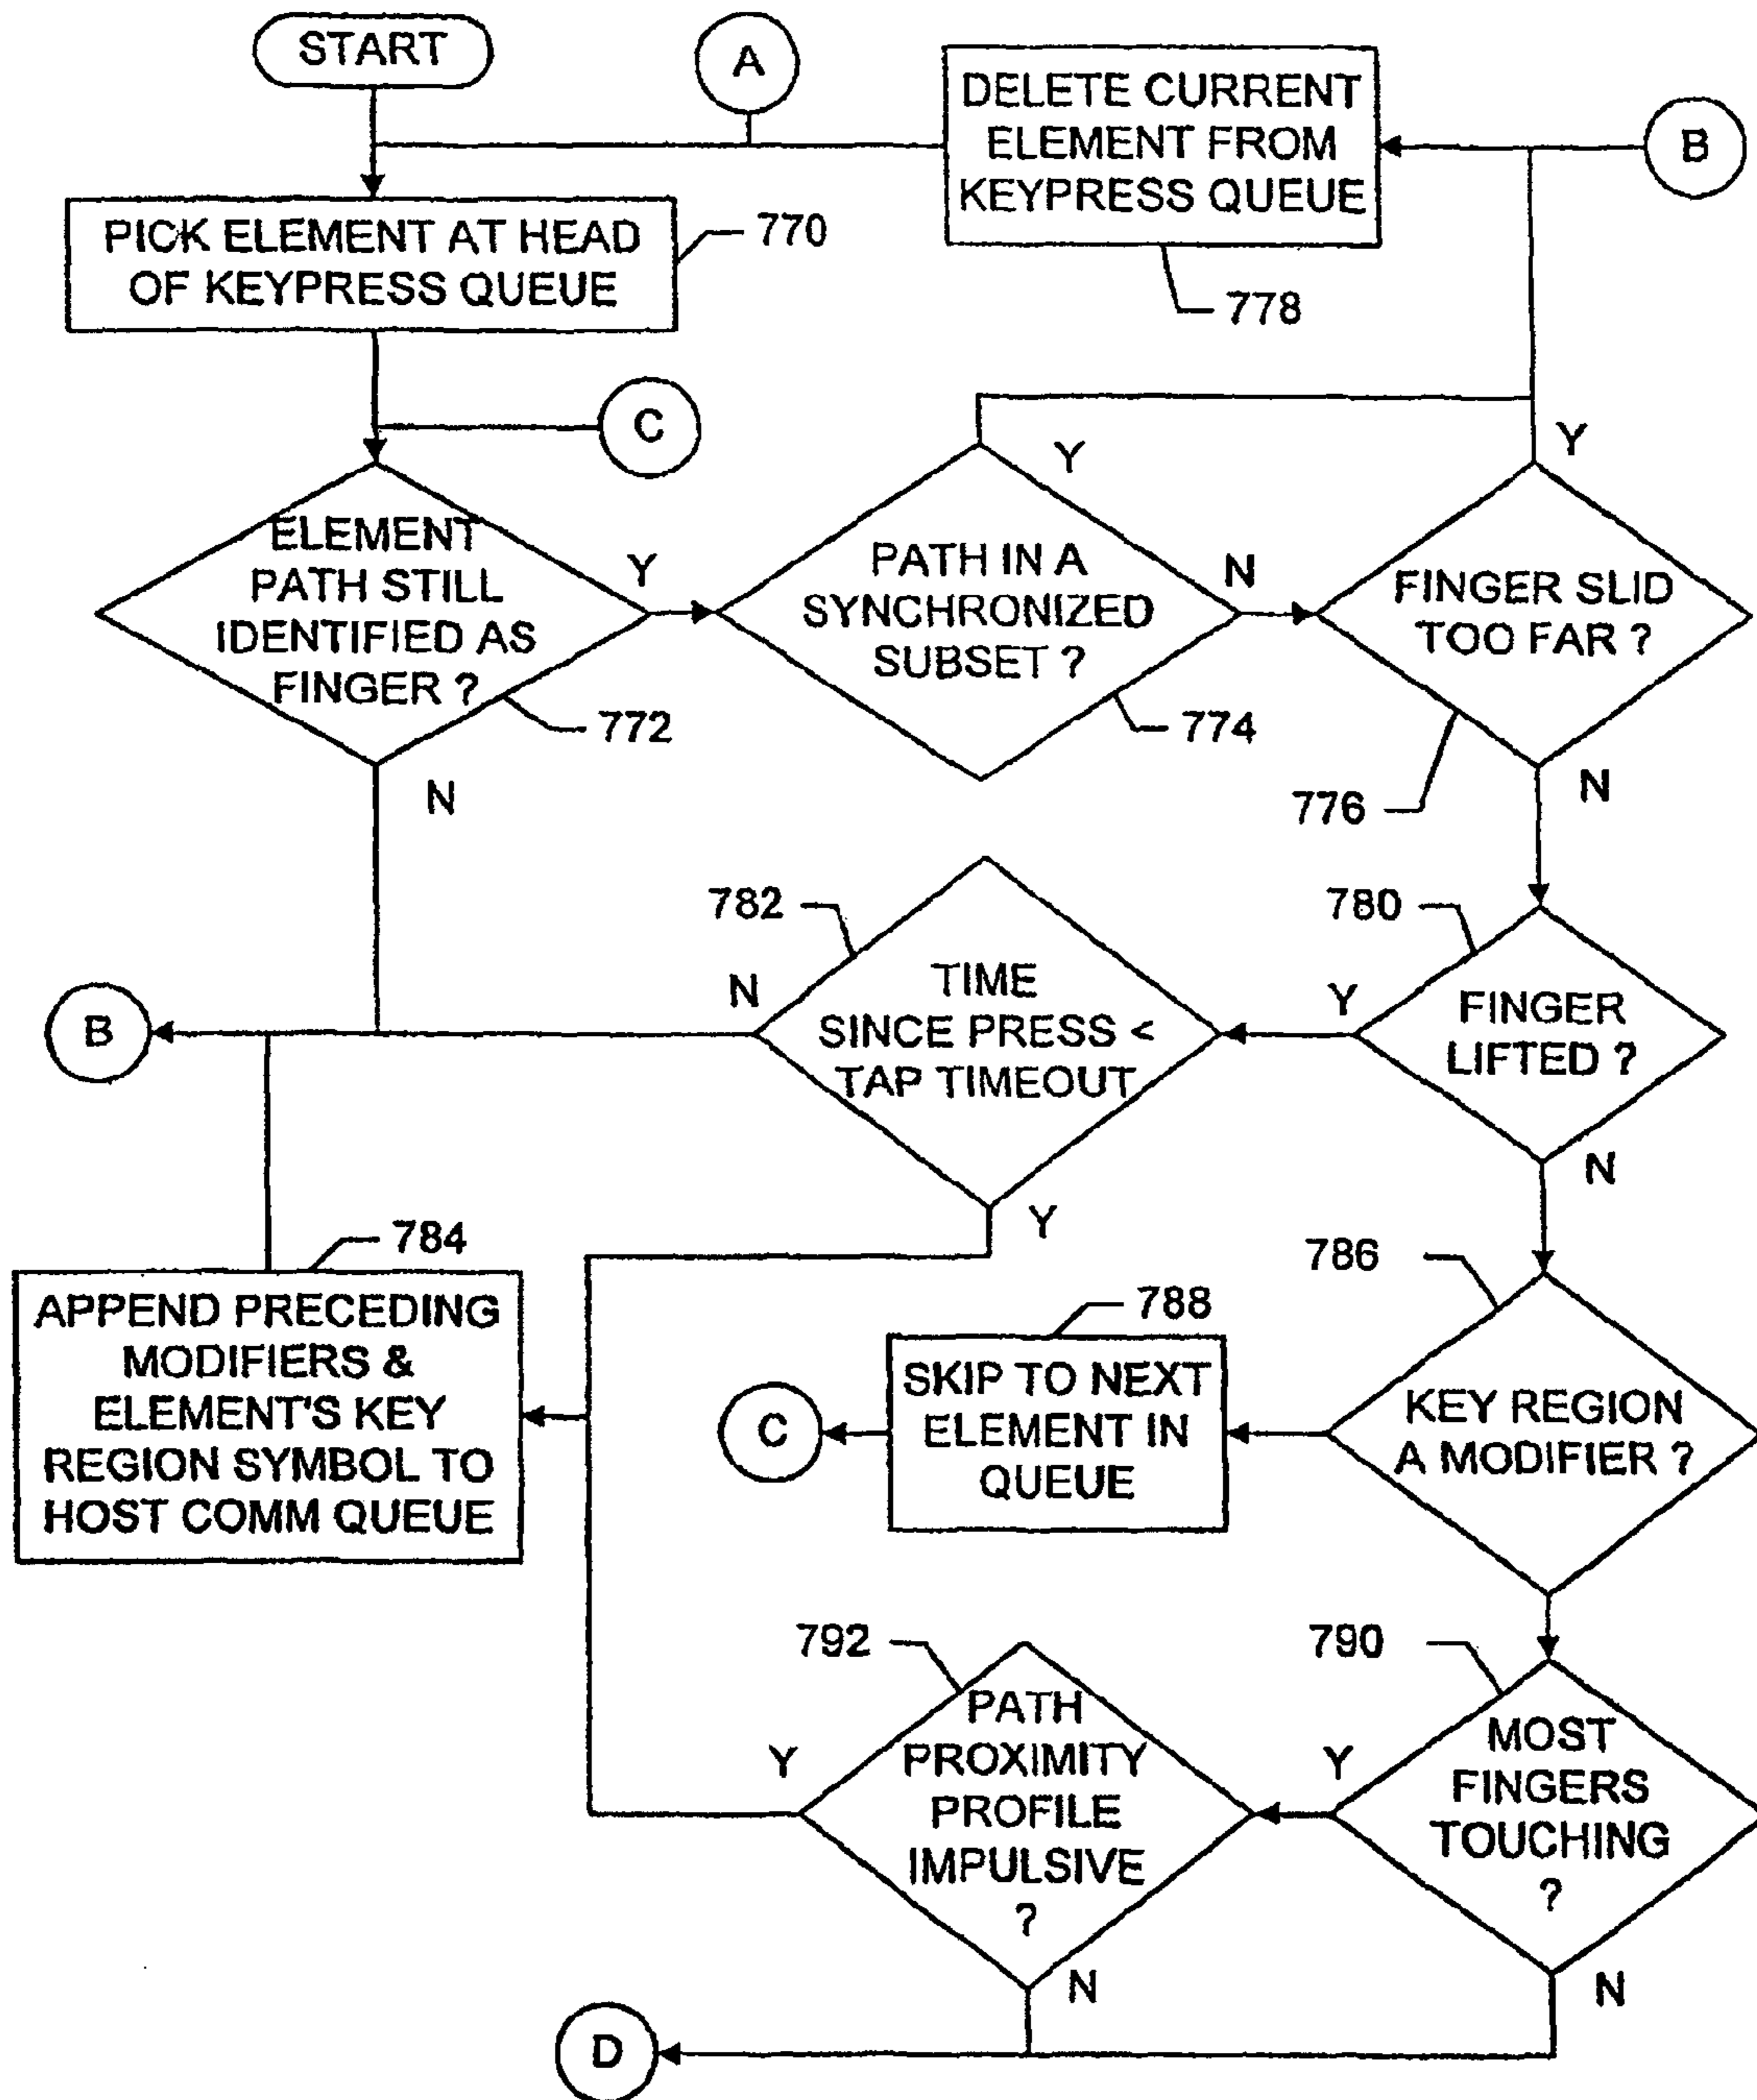 START
A
DELETE CURRENT
ELEMENT FROM
KEYPRESS QUEUE
B
PICK ELEMENT AT HEAD
OF KEYPRESS QUEUE
770
778
C
ELEMENT
PATH STILL
IDENTIFIED AS
FINGER ?
Y
772
N
PATH IN A
SYNCHRONIZED
SUBSET ?
Y
N
774
FINGER SLID
TOO FAR ?
Y
776
N
782
TIME
SINCE PRESS <
TAP TIMEOUT
N
Y
780
FINGER
LIFTED ?
Y
N
B
784
APPEND PRECEDING
MODIFIERS &
ELEMENT'S KEY
REGION SYMBOL TO
HOST COMM QUEUE
786
KEY REGION
A MODIFIER ?
788
SKIP TO NEXT
ELEMENT IN
QUEUE
C
792
PATH
PROXIMITY
PROFILE
IMPULSIVE
?
Y
N
790
MOST
FINGERS
TOUCHING
?
Y
N
D